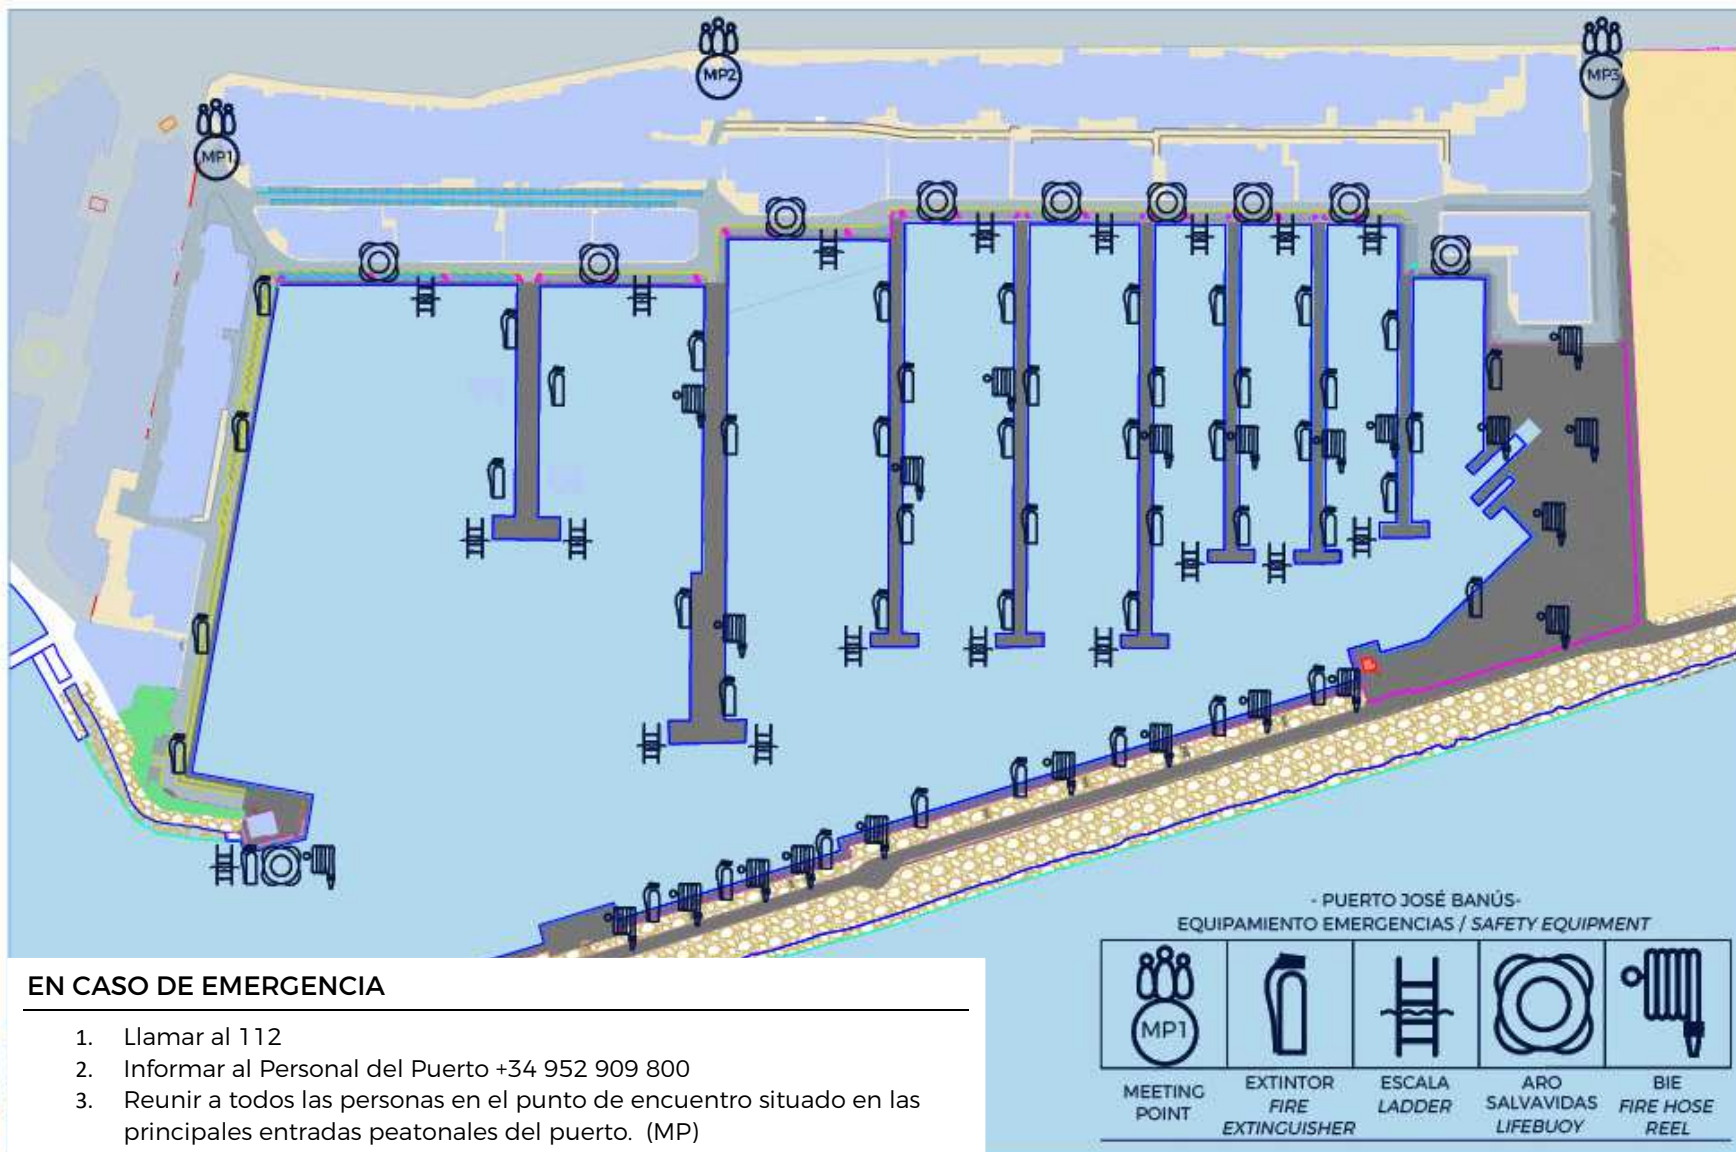 MP2
MP3
MP1
- PUERTO JOSÉ BANÚS-
EQUIPAMIENTO EMERGENCIAS / SAFETY EQUIPMENT
MP1
MEETING
POINT
EXTINTOR
FIRE
EXTINGUISHER
ESCALA
LADDER
ARO
SALVAVIDAS
LIFEBUOY
BIE
FIRE HOSE
REEL
EN CASO DE EMERGENCIA
1. Llamar al 112
2. Informar al Personal del Puerto +34 952 909 800
3. Reunir a todos las personas en el punto de encuentro situado en las
principales entradas peatonales del puerto. (MP)